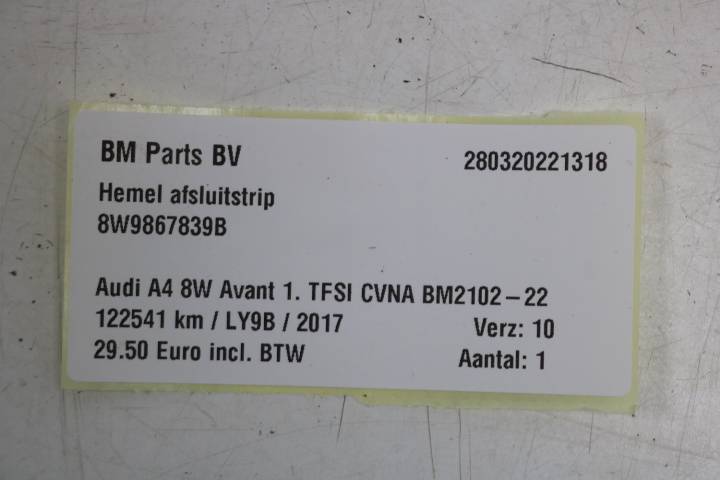 BM Parts BV 280320221318
Hemel afsluitstrip
8W9867839B
Audi A4 8W Avant 1. TFSI CVNA BM2102-22
122541 km / LY9B / 2017 Verz: 10
29.50 Euro incl. BTW Aantal: 1